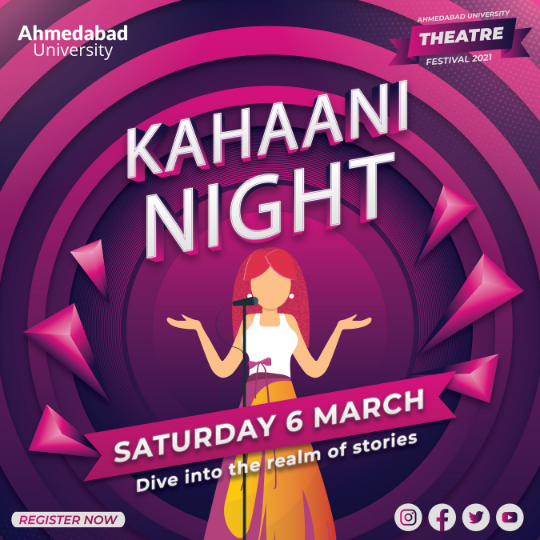 Ahmedabad
University
AHMEDABAD UNIVERSITY
THEATRE
FESTIVAL 2021
KAHAANI
NIGHT
SATURDAY 6 MARCH
Dive into the realm of stories
REGISTER NOW